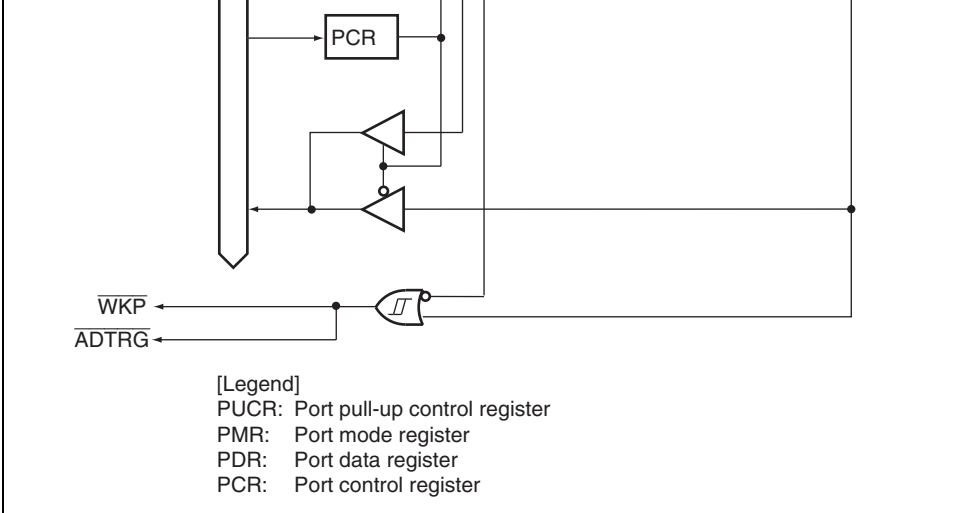 PCR
WKP
ADTRG
[Legend]
PUCR: Port pull-up control register
PMR: Port mode register
PDR: Port data register
PCR: Port control register